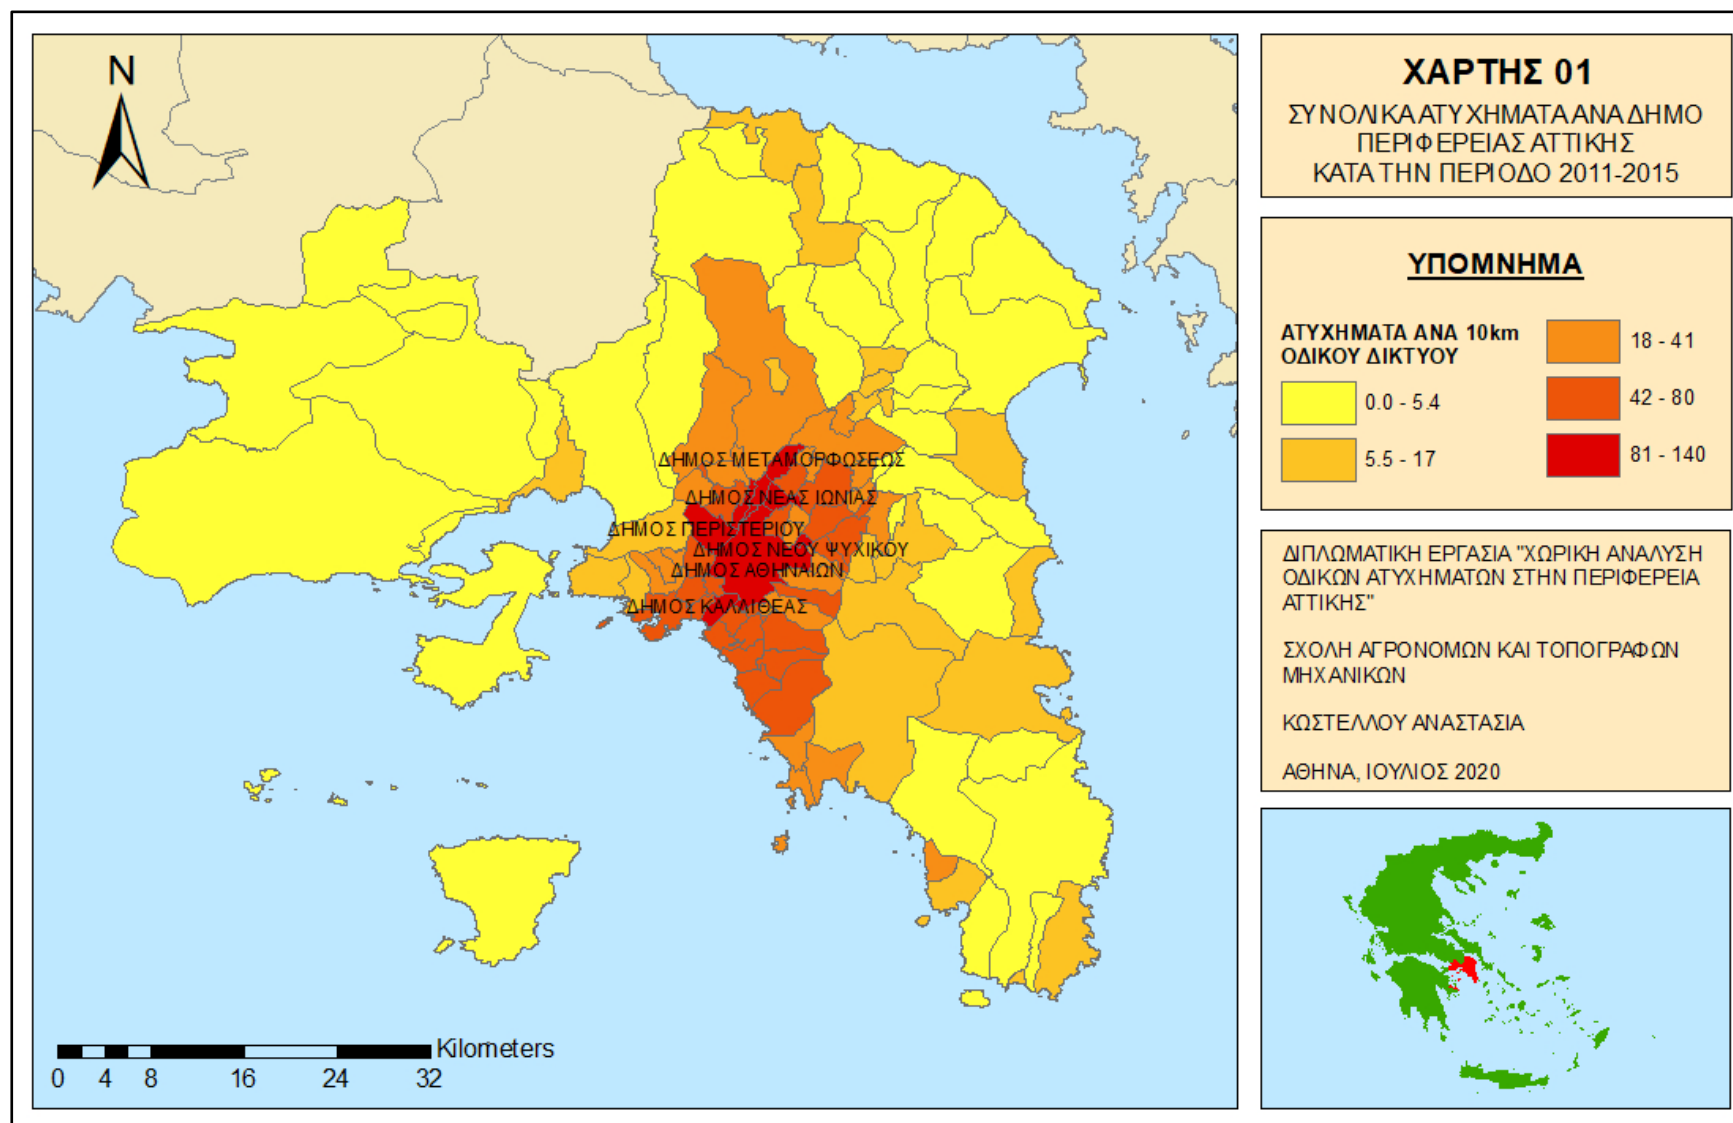 N
ΔΗΜΟΣ ΜΕΤΑΜΟΡΦΩΣΕΩΣ
ΔΗΜΟΣ ΝΕΑΣ ΙΩΝΙΑΣ
ΔΗΜΟΣ ΠΕΡΙΣΤΕΡΙΟΥ
ΔΗΜΟΣ ΝΕΟΥ ΨΥΧΙΚΟΥ
ΔΗΜΟΣ ΑΘΗΝΑΙΩΝ
ΔΗΜΟΣ ΚΑΛΛΙΘΕΑΣ
Kilometers
0 4 8 16 24 32
ΧΑΡΤΗΣ 01
ΣΥΝΟΛΙΚΑ ΑΤΥΧΗΜΑΤΑ ΑΝΑ ΔΗΜΟ
ΠΕΡΙΦΕΡΕΙΑΣ ΑΤΤΙΚΗΣ
ΚΑΤΑ ΤΗΝ ΠΕΡΙΟΔΟ 2011-2015
ΥΠΟΜΝΗΜΑ
ΑΤΥΧΗΜΑΤΑ ΑΝΑ 10km
ΟΔΙΚΟΥ ΔΙΚΤΥΟΥ
0.0 - 5.4
5.5 - 17
18 - 41
42 - 80
81 - 140
ΔΙΠΛΩΜΑΤΙΚΗ ΕΡΓΑΣΙΑ "ΧΩΡΙΚΗ ΑΝΑΛΥΣΗ
ΟΔΙΚΩΝ ΑΤΥΧΗΜΑΤΩΝ ΣΤΗΝ ΠΕΡΙΦΕΡΕΙΑ
ΑΤΤΙΚΗΣ"
ΣΧΟΛΗ ΑΓΡΟΝΟΜΩΝ ΚΑΙ ΤΟΠΟΓΡΑΦΩΝ
ΜΗΧΑΝΙΚΩΝ
ΚΩΣΤΕΛΛΟΥ ΑΝΑΣΤΑΣΙΑ
ΑΘΗΝΑ, ΙΟΥΛΙΟΣ 2020